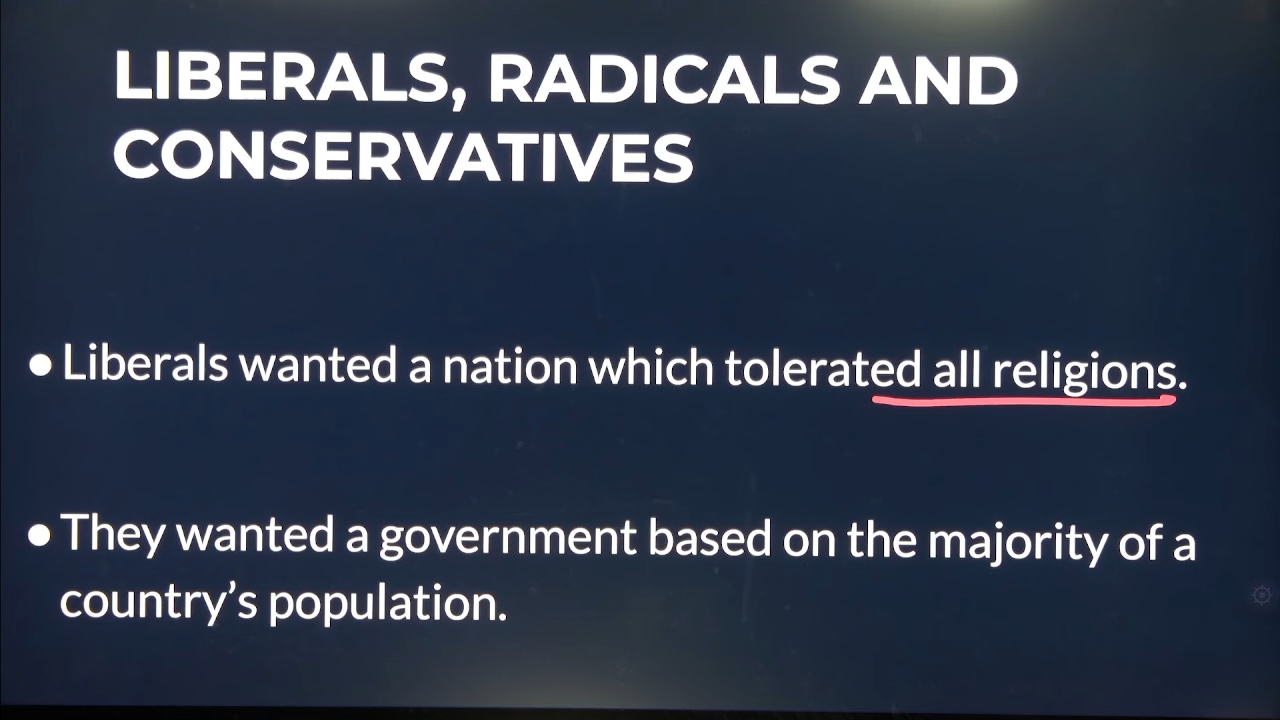 LIBERALS, RADICALS AND
CONSERVATIVES
● Liberals wanted a nation which tolerated all religions.
● They wanted a government based on the majority of a
country’s population.